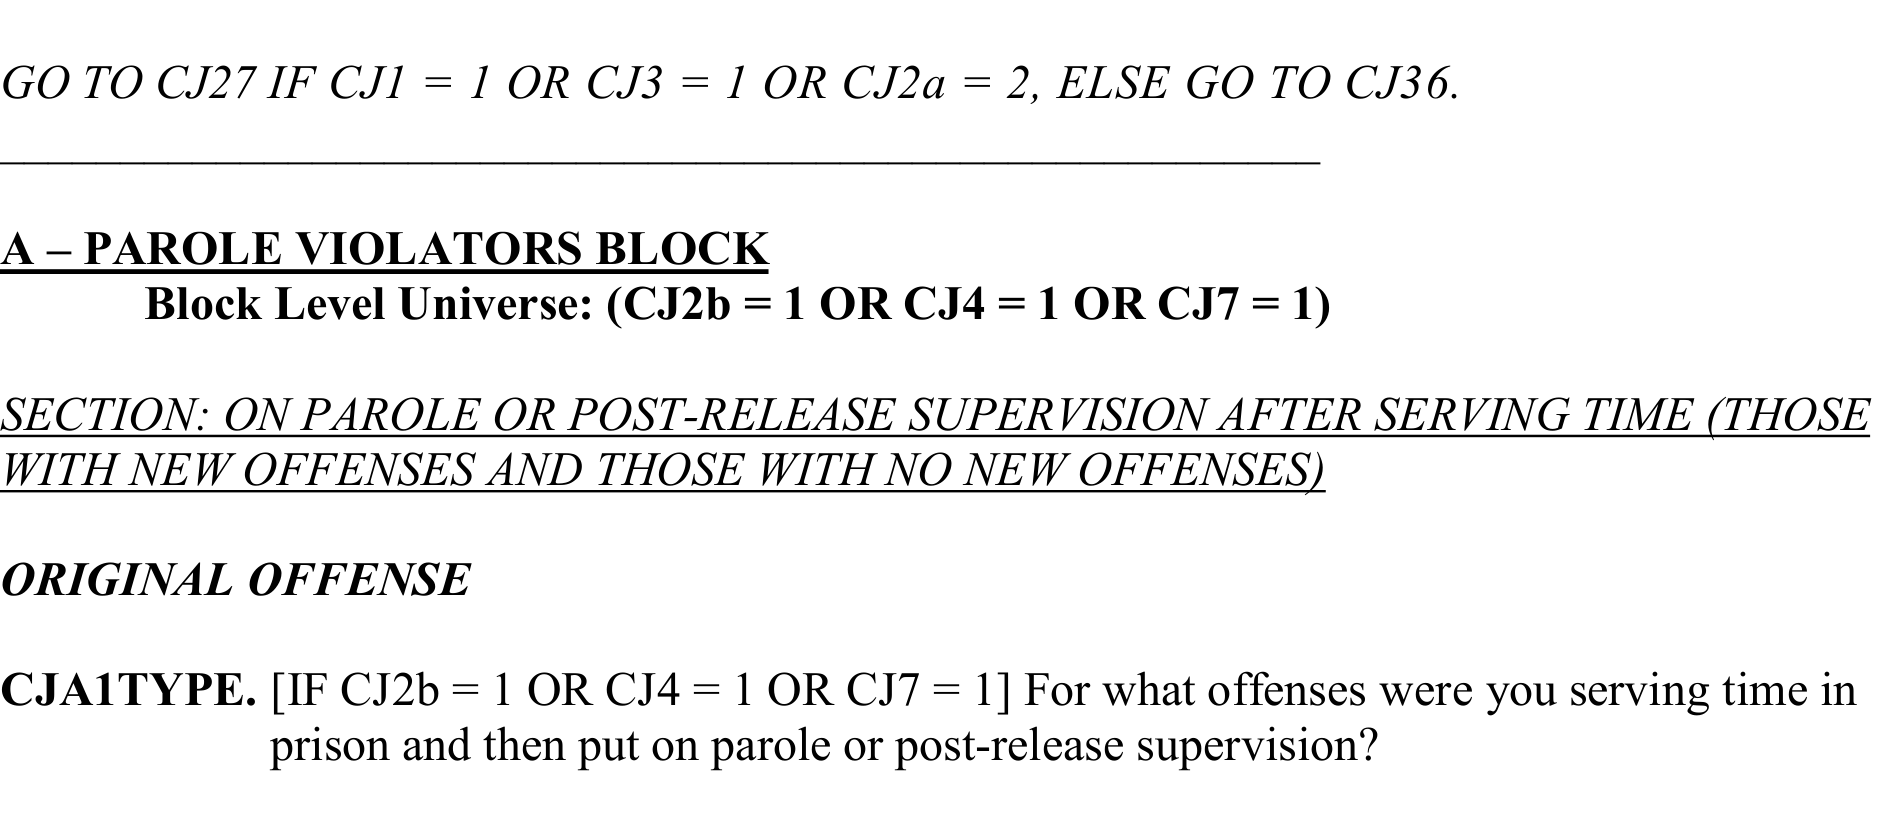 GO TO CJ27 IF CJ1 = 1 OR CJ3 = 1 OR CJ2a = 2, ELSE GO TO CJ36.
A – PAROLE VIOLATORS BLOCK
Block Level Universe: (CJ2b = 1 OR CJ4 = 1 OR CJ7 = 1)
SECTION: ON PAROLE OR POST-RELEASE SUPERVISION AFTER SERVING TIME (THOSE
WITH NEW OFFENSES AND THOSE WITH NO NEW OFFENSES)
ORIGINAL OFFENSE
CJA1TYPE. [IF CJ2b = 1 OR CJ4 = 1 OR CJ7 = 1] For what offenses were you serving time in
prison and then put on parole or post-release supervision?